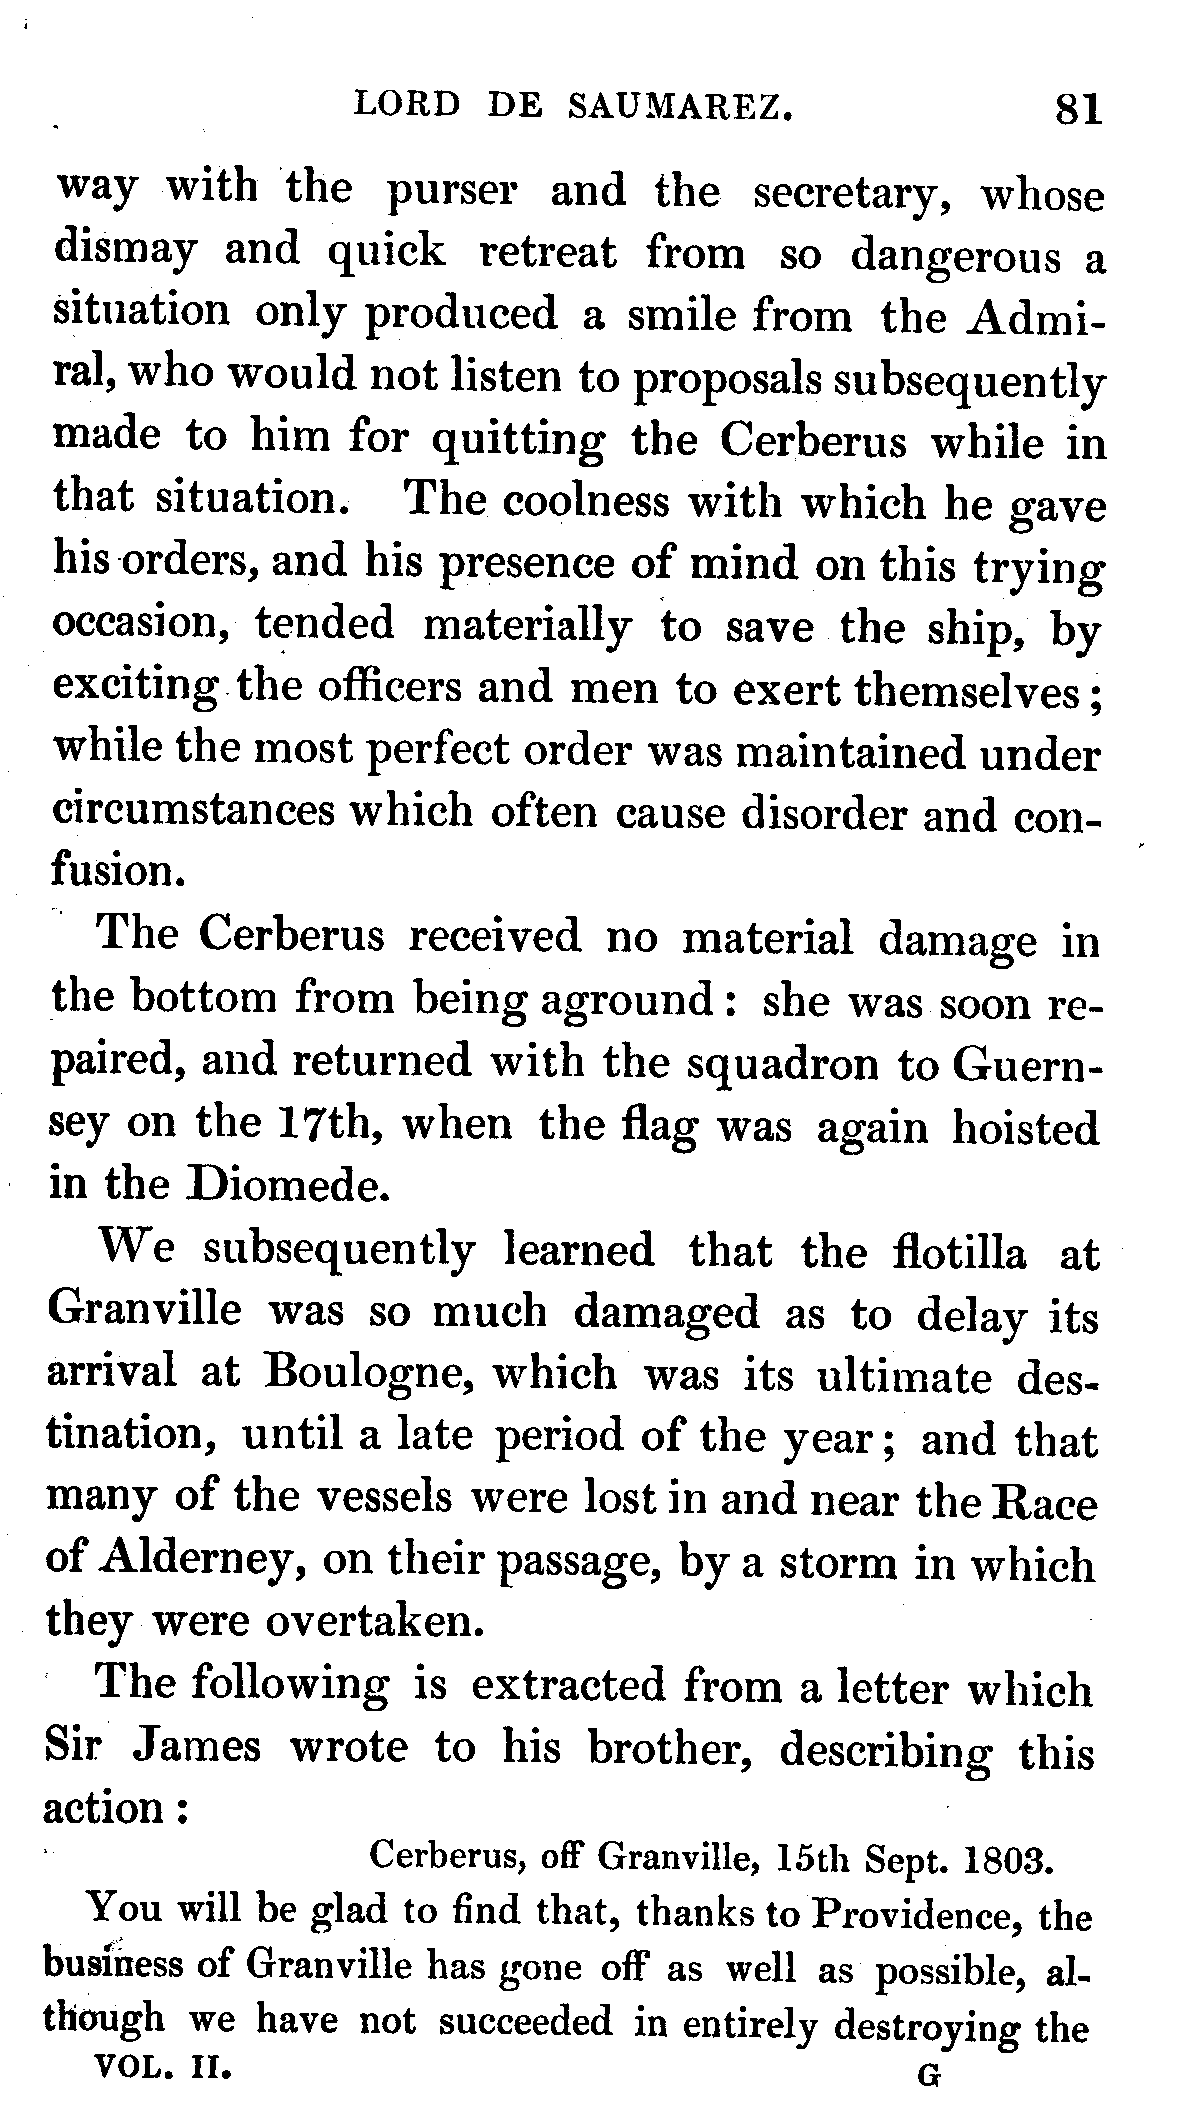 LORD DE SAUMAREZ. 81
way with the purser and the secretary, whose
dismay and quick retreat from so dangerous a
situation only produced a smile from the Admi-
ral, who would not listen to proposals subsequently
made to him for quitting the Cerberus while in
that situation. The coolness with which he gave
his orders, and his presence of mind on this trying
occasion, tended materially to save the ship, by
exciting the officers and men to exert themselves;
while the most perfect order was maintained under
circumstances which often cause disorder and con-
fusion.
The Cerberus received no material damage in
the bottom from being aground: she was soon re-
paired, and returned with the squadron to Guern-
sey on the 17th, when the flag was again hoisted
in the Diomede.
We subsequently learned that the flotilla at
Granville was so much damaged as to delay its
arrival at Boulogne, which was its ultimate des-
tination, until a late period of the year; and that
many of the vessels were lost in and near the Race
of Alderney, on their passage, by a storm in which
they were overtaken.
The following is extracted from a letter which
Sir James wrote to his brother, describing this
action:
Cerberus, off Granville, 15th Sept. 1803.
You will be glad to find that, thanks to Providence, the
business of Granville has gone off as well as possible, al-
though we have not succeeded in entirely destroying the
VOL. II. G